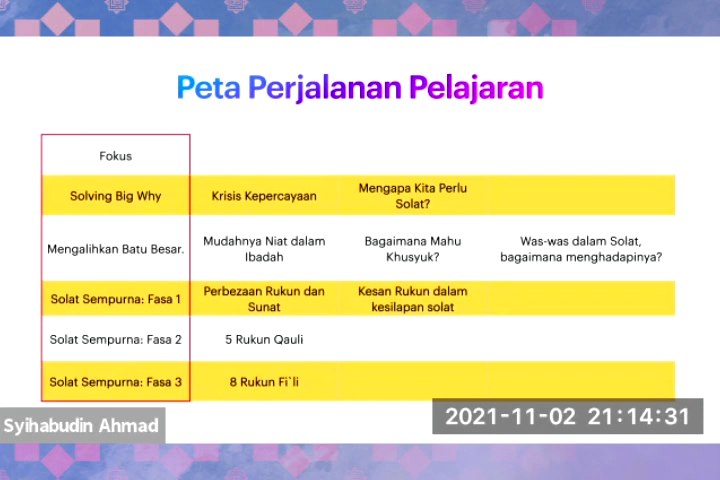 Peta Perjalanan Pelajaran
Fokus
Solving Big Why
Krisis Kepercayaan
Mengapa Kita Perlu
Solat?
Mengalihkan Batu Besar.
Mudahnya Niat dalam
Ibadah
Bagaimana Mahu
Khusyuk?
Was-was dalam Solat,
bagaimana menghadapinya?
Solat Sempurna: Fasa 1
Perbezaan Rukun dan
Sunat
Kesan Rukun dalam
kesilapan solat
Solat Sempurna: Fasa 2
5 Rukun Qauli
Solat Sempurna: Fasa 3
8 Rukun Fi`li
Syihabudin Ahmad
2021-11-02 21:14:31